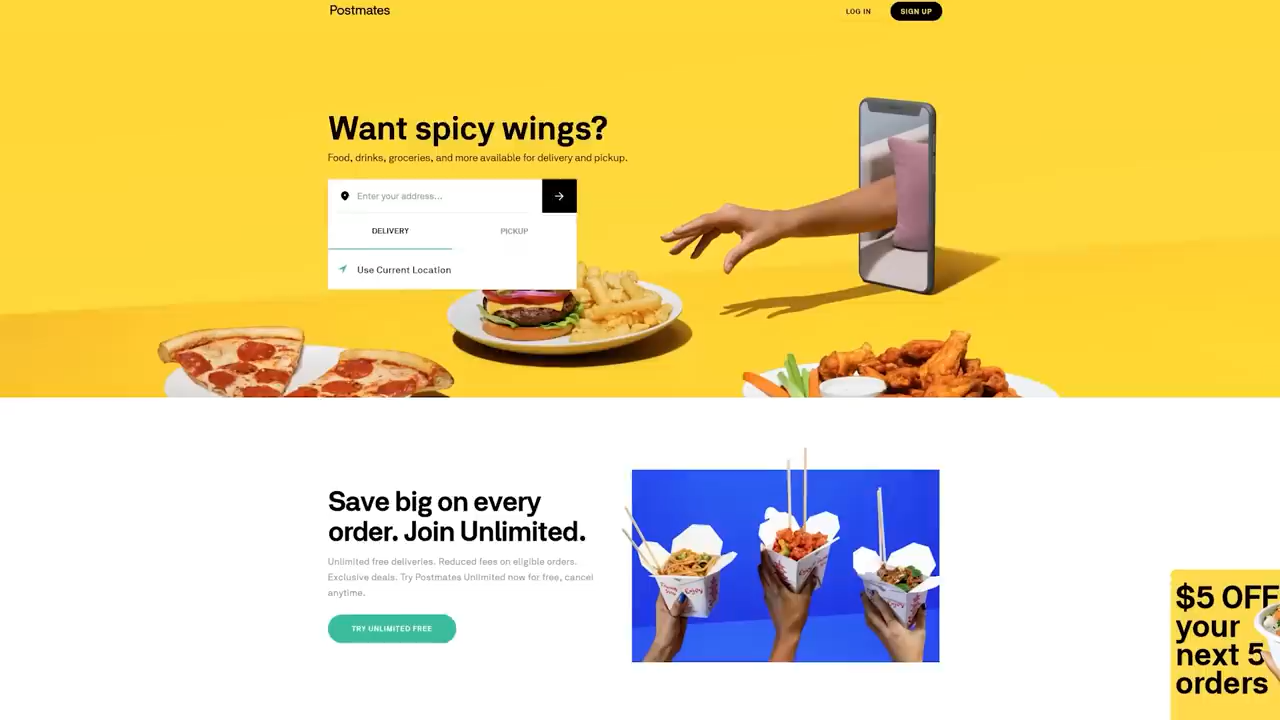 Postmates
LOG IN
SIGN UP
Want spicy wings?
Food, drinks, groceries, and more available for delivery and pickup.
Enter your address...
DELIVERY
PICKUP
Use Current Location
Save big on every
order. Join Unlimited.
Unlimited free deliveries. Reduced fees on eligible orders.
Exclusive deals. Try Postmates Unlimited now for free, cancel
anytime.
TRY UNLIMITED FREE
$5 OFF
your
next 5
orders